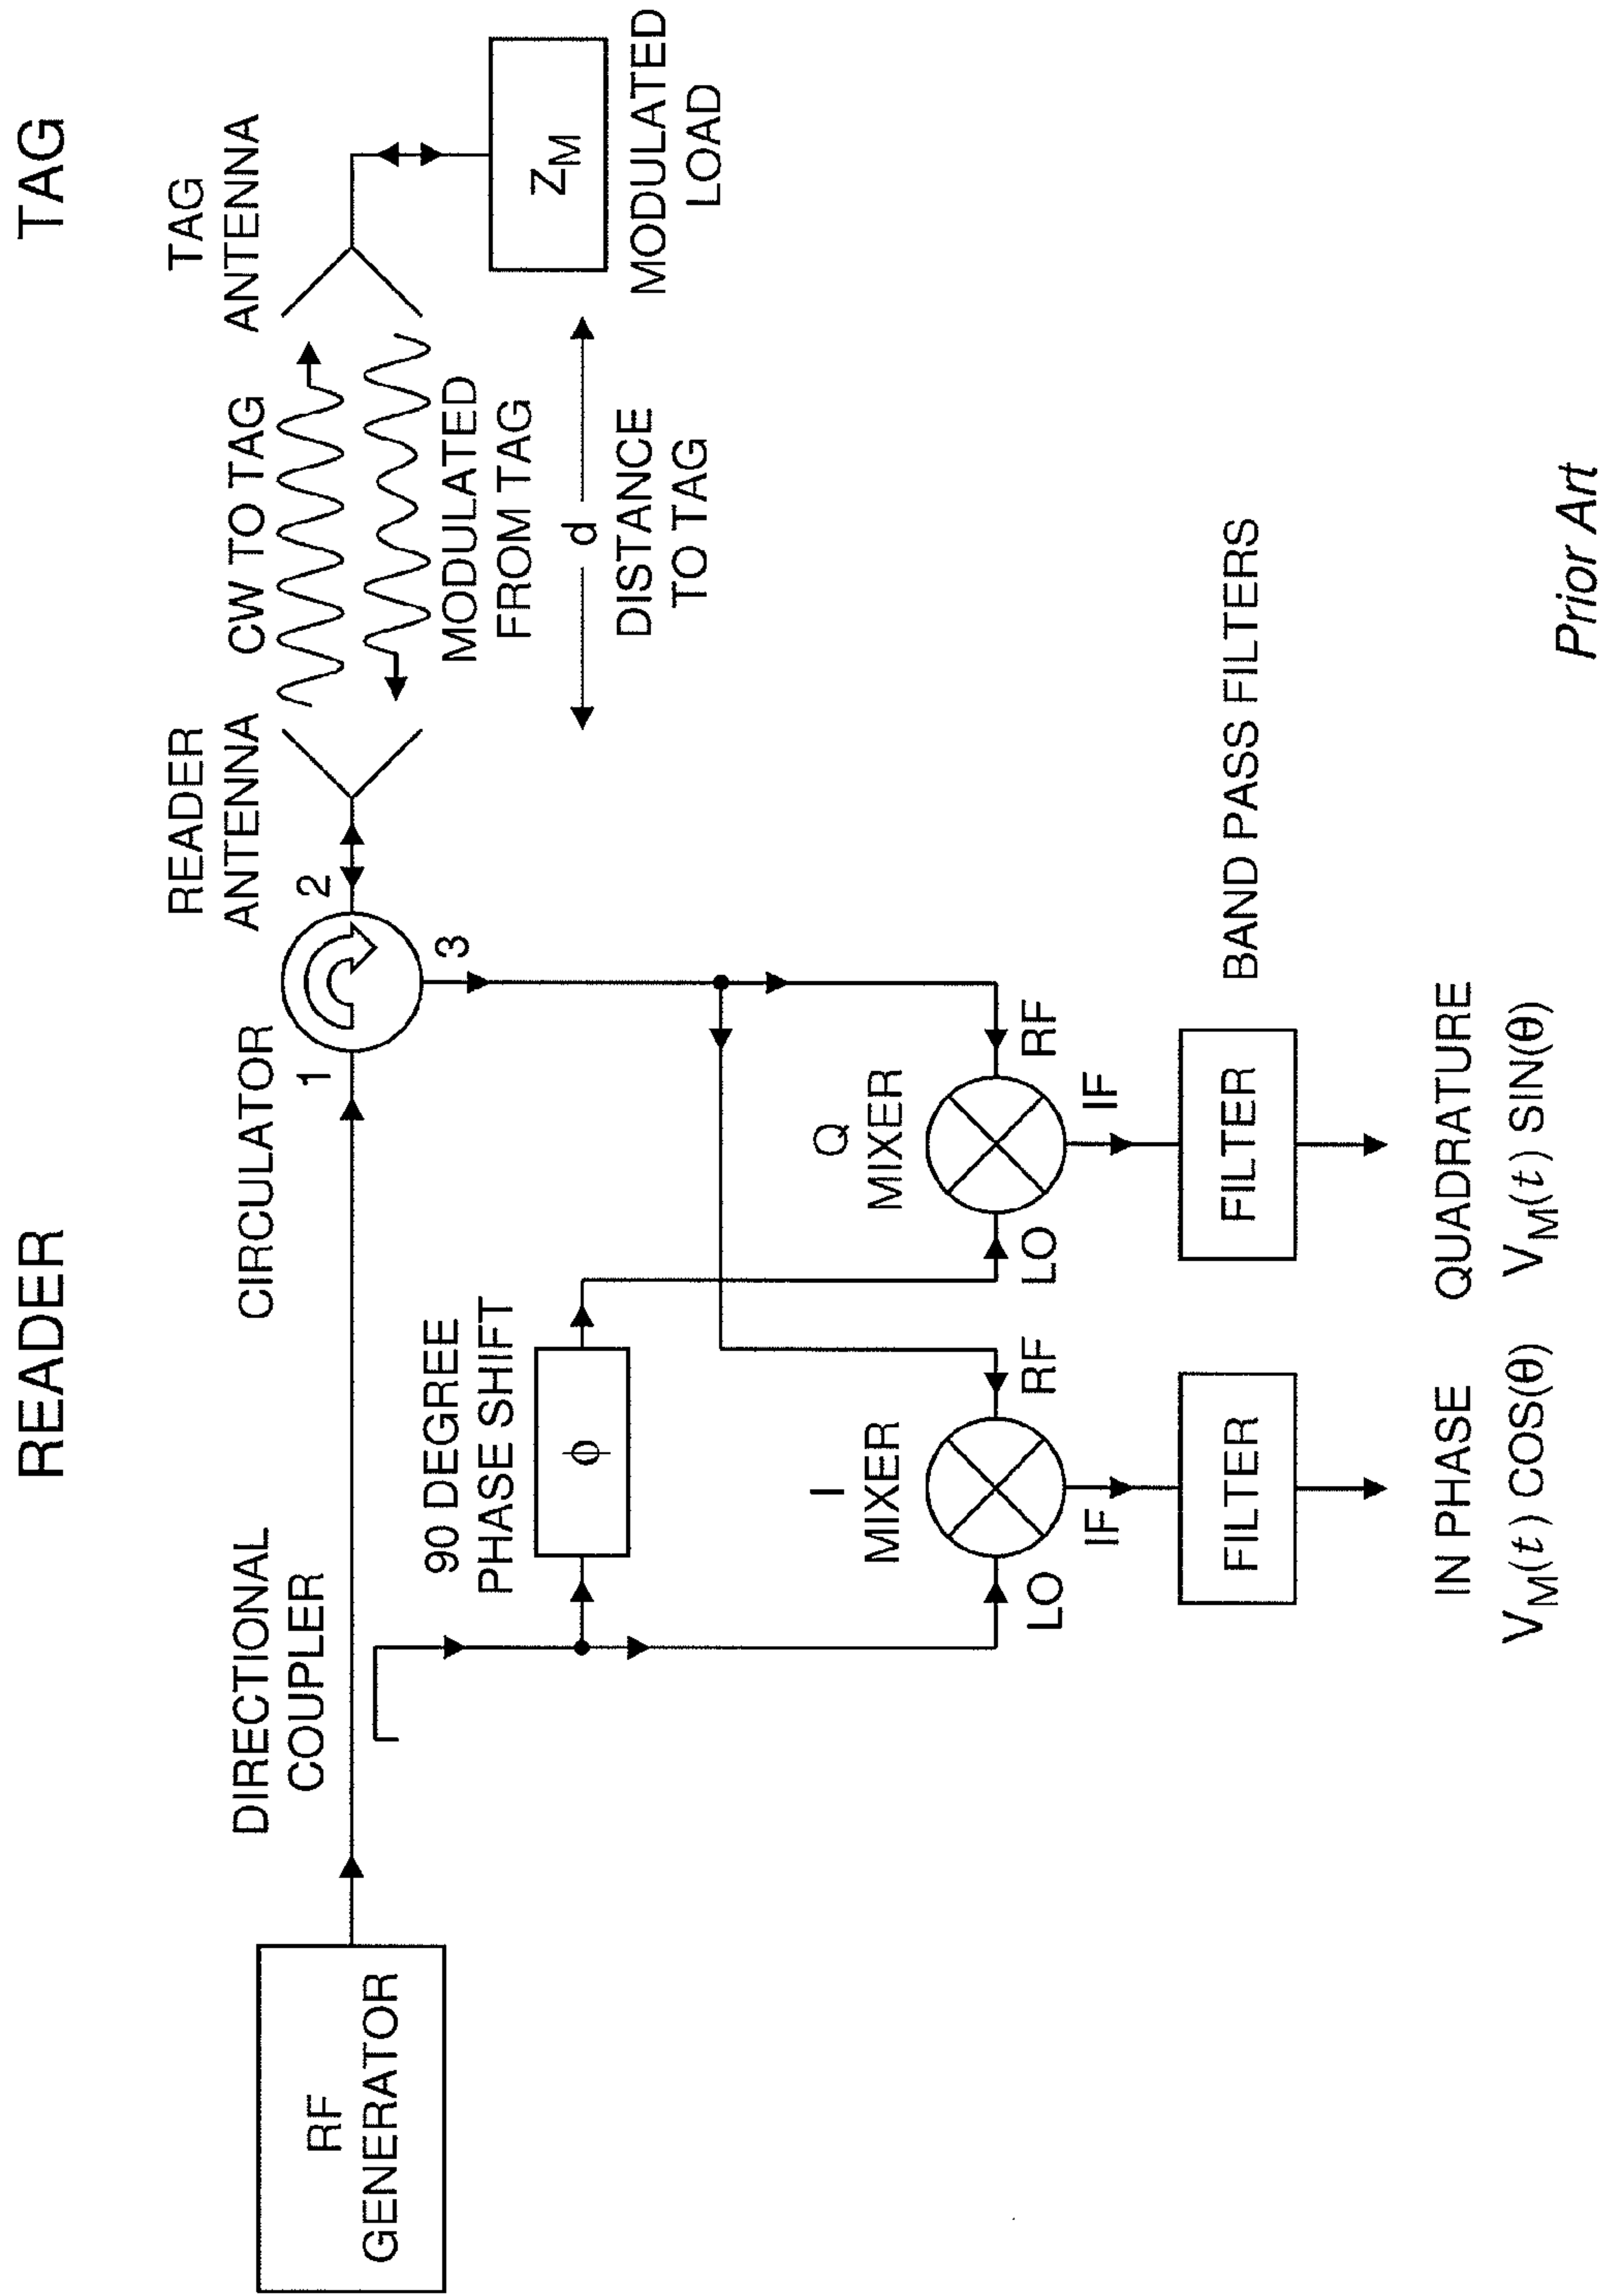 READER
TAG
RF
GENERATOR
DIRECTIONAL
COUPLER
CIRCULATOR
1
2
3
READER
ANTENNA
CW TO TAG
MODULATED
FROM TAG
d
DISTANCE
TO TAG
TAG
ANTENNA
Z_M
MODULATED
LOAD
90 DEGREE
PHASE SHIFT
ϕ
I
MIXER
LO
RF
IF
Q
MIXER
LO
RF
IF
FILTER
FILTER
BAND PASS FILTERS
IN PHASE
V_M(t) COS(θ)
QUADRATURE
V_M(t) SIN(θ)
Prior Art